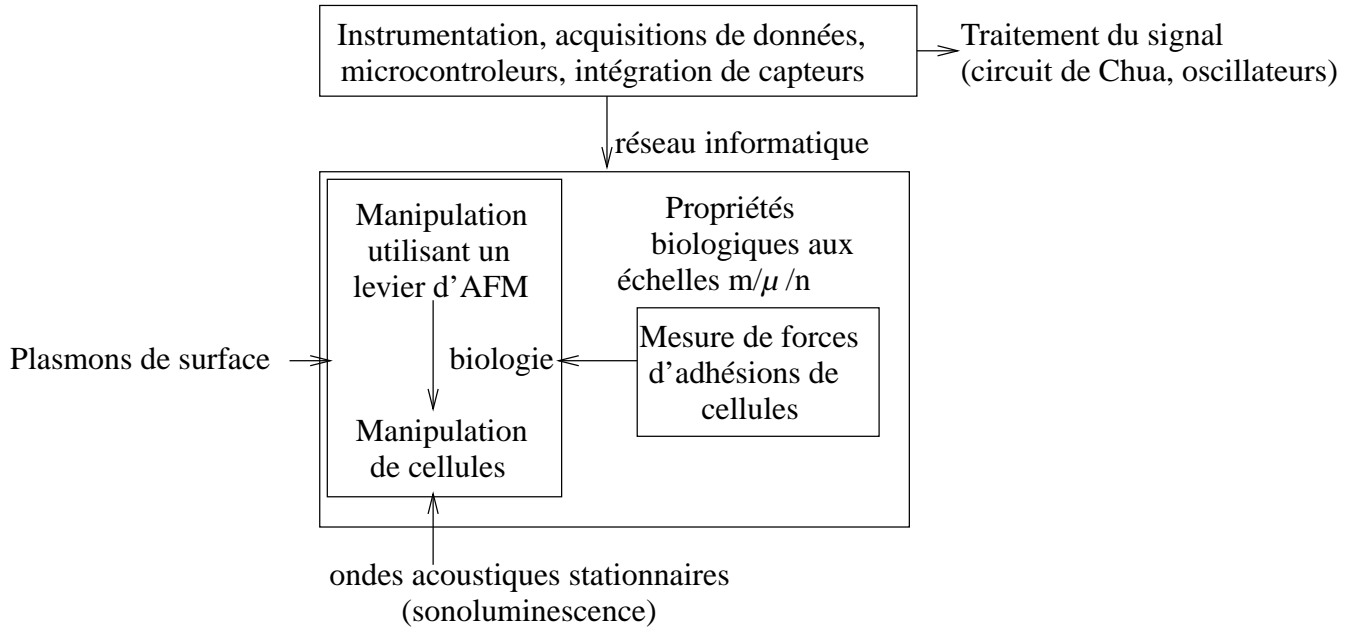 Instrumentation, acquisitions de données,
microcontroleurs, intégration de capteurs
Traitement du signal
(circuit de Chua, oscillateurs)
réseau informatique
Manipulation
utilisant un
levier d'AFM
Propriétés
biologiques aux
échelles m/μ /n
Plasmons de surface
biologie
Mesure de forces
d'adhésions de
cellules
Manipulation
de cellules
ondes acoustiques stationnaires
(sonoluminescence)